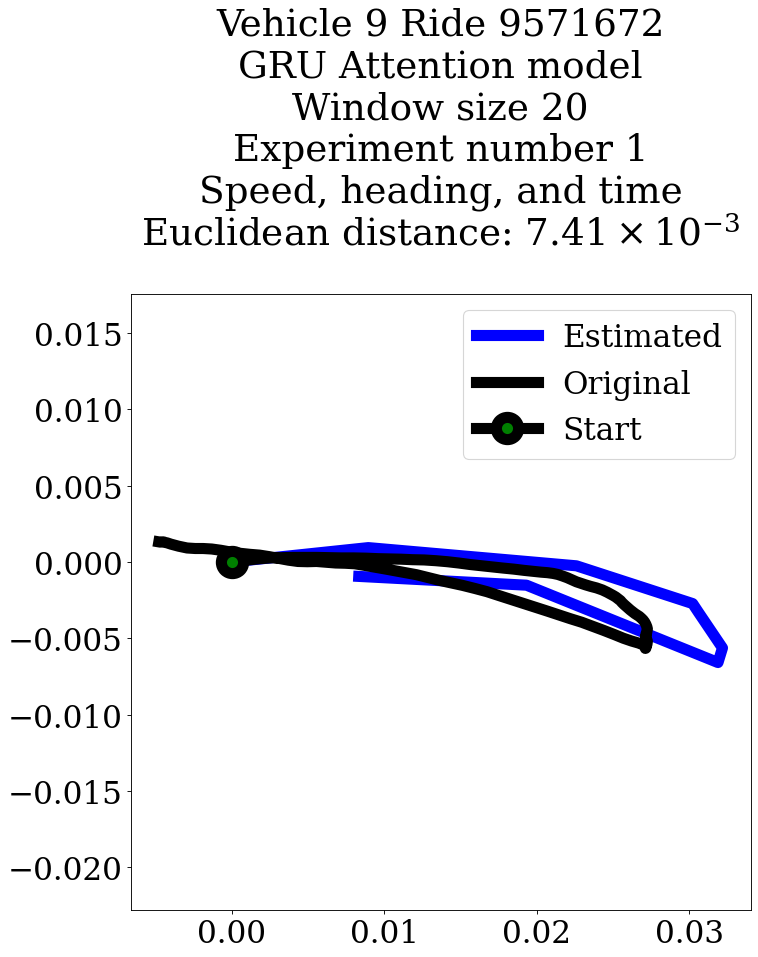 Vehicle 9 Ride 9571672
GRU Attention model
Window size 20
Experiment number 1
Speed, heading, and time
Euclidean distance: 7.41 × 10⁻³
Estimated
Original
Start
0.015
0.010
0.005
0.000
−0.005
−0.010
−0.015
−0.020
0.00 0.01 0.02 0.03